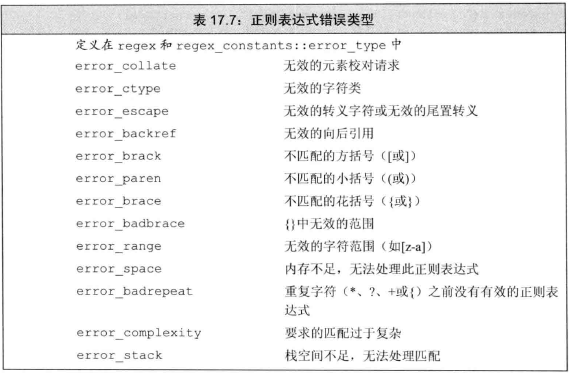 表 17.7：正则表达式错误类型
定义在 regex 和 regex_constants::error_type 中
error_collate 无效的元素校对请求
error_ctype 无效的字符类
error_escape 无效的转义字符或无效的尾置转义
error_backref 无效的向后引用
error_brack 不匹配的方括号（[或]）
error_paren 不匹配的小括号（(或)）
error_brace 不匹配的花括号（{或}）
error_badbrace {}中无效的范围
error_range 无效的字符范围（如[z-a]）
error_space 内存不足，无法处理此正则表达式
error_badrepeat 重复字符（*、?、+或{）之前没有有效的正则表
达式
error_complexity 要求的匹配过于复杂
error_stack 栈空间不足，无法处理匹配